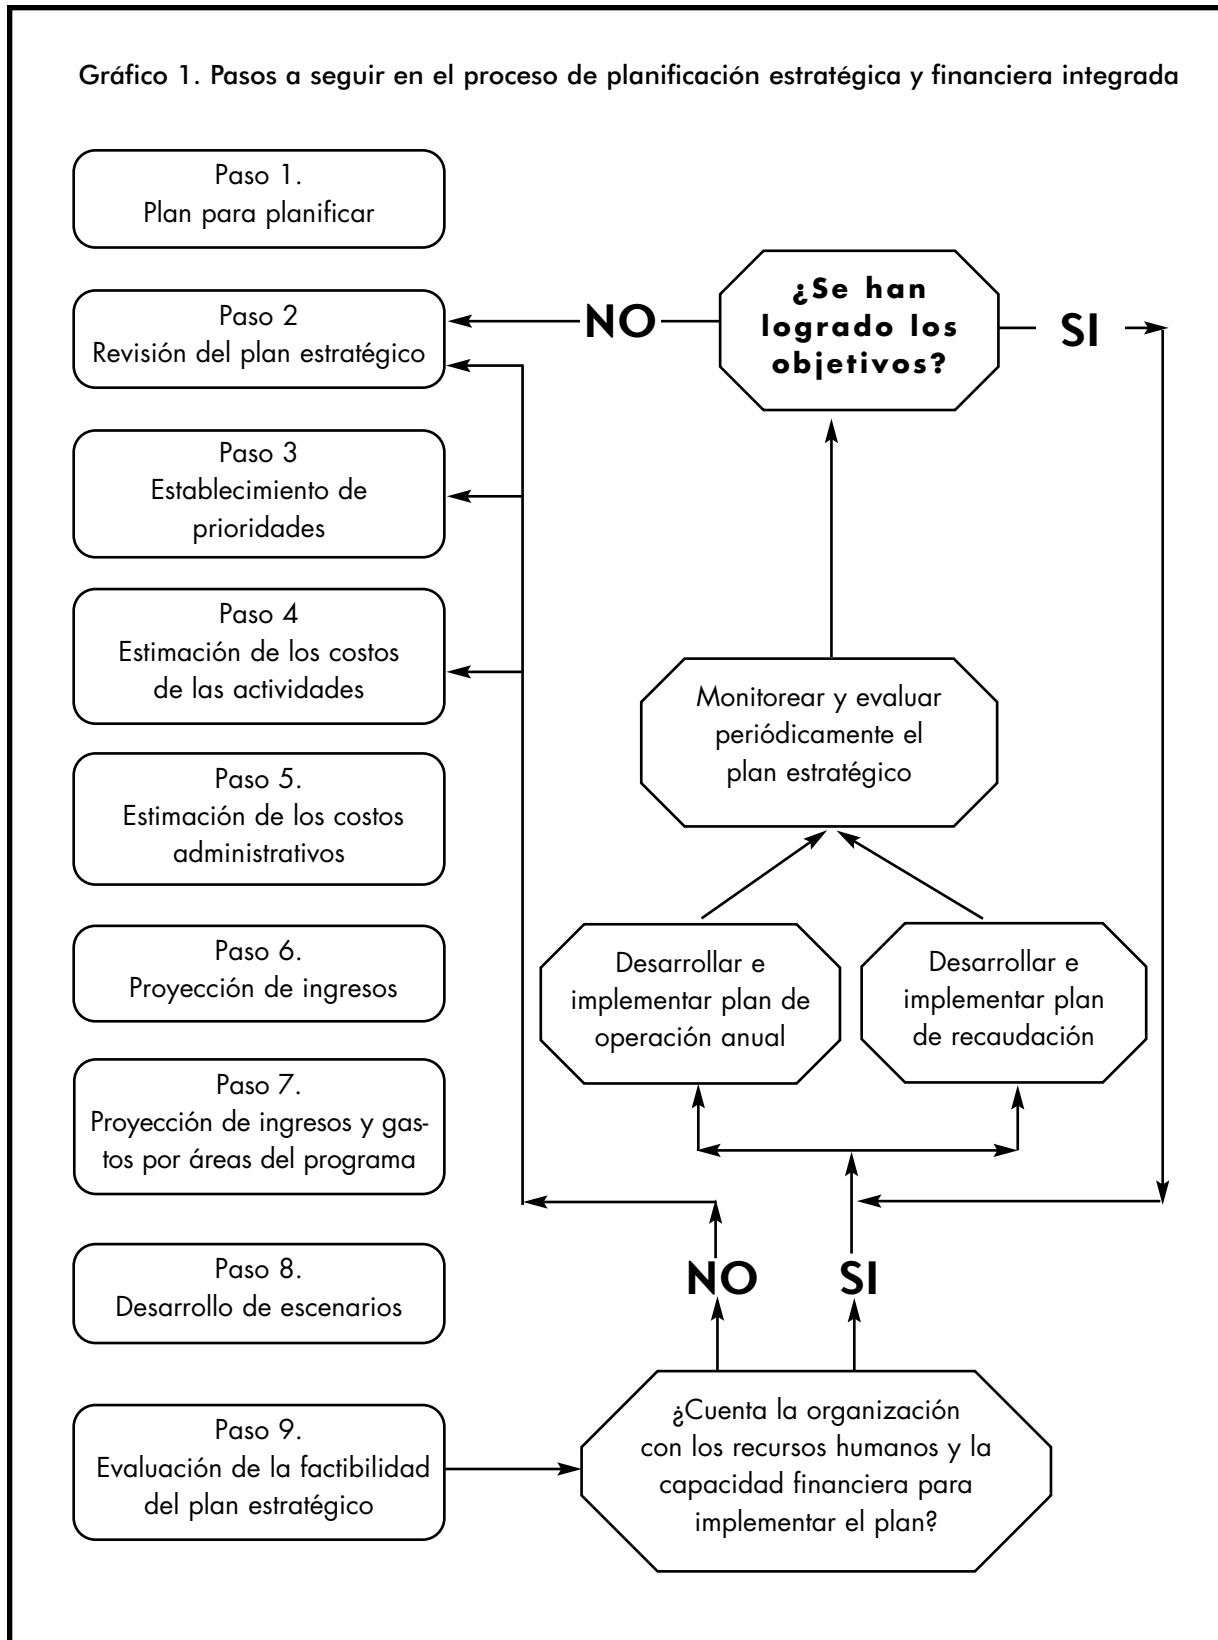 Gráfico 1. Pasos a seguir en el proceso de planificación estratégica y financiera integrada
Paso 1.
Plan para planificar
Paso 2
Revisión del plan estratégico
Paso 3
Establecimiento de
prioridades
Paso 4
Estimación de los costos
de las actividades
Paso 5.
Estimación de los costos
administrativos
Paso 6.
Proyección de ingresos
Paso 7.
Proyección de ingresos y gas-
tos por áreas del programa
Paso 8.
Desarrollo de escenarios
Paso 9.
Evaluación de la factibilidad
del plan estratégico
¿Se han
logrado los
objetivos?
NO
SI
Monitorear y evaluar
periódicamente el
plan estratégico
Desarrollar e
implementar plan de
operación anual
Desarrollar e
implementar plan
de recaudación
NO
SI
¿Cuenta la organización
con los recursos humanos y la
capacidad financiera para
implementar el plan?